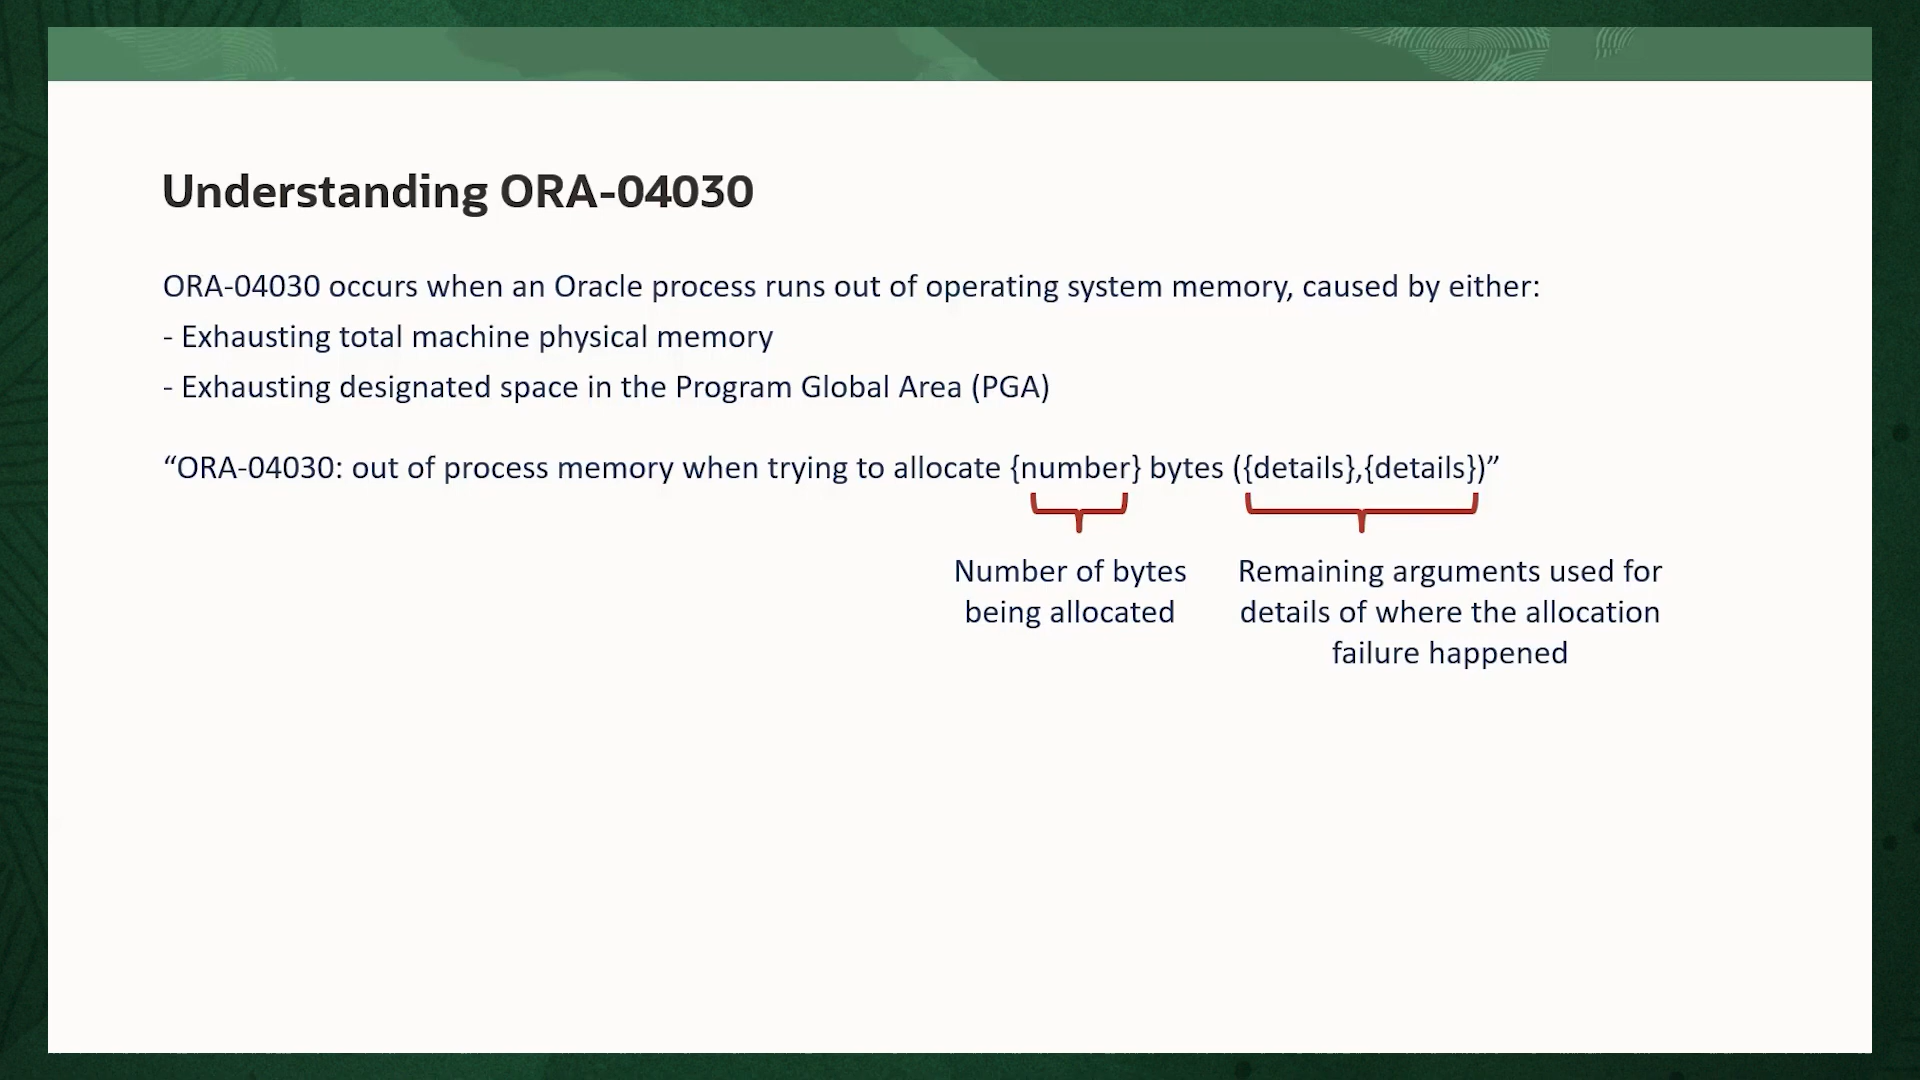 Understanding ORA-04030
ORA-04030 occurs when an Oracle process runs out of operating system memory, caused by either:
- Exhausting total machine physical memory
- Exhausting designated space in the Program Global Area (PGA)
“ORA-04030: out of process memory when trying to allocate {number} bytes ({details},{details})”
Number of bytes
being allocated
Remaining arguments used for
details of where the allocation
failure happened